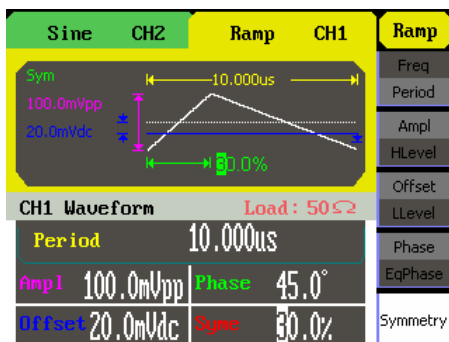 Sine CH2 Ramp CH1 Ramp
Sym 10.000us Freq
Period
100.0mVpp
20.0mVdc Ampl
HLevel
30.0%
Offset
CH1 Waveform Load: 50Ω LLevel
Period 10.000us
Phase
Ampl 100.0mVpp Phase 45.0° EqPhase
Offset 20.0mVdc Syme 30.0% Symmetry